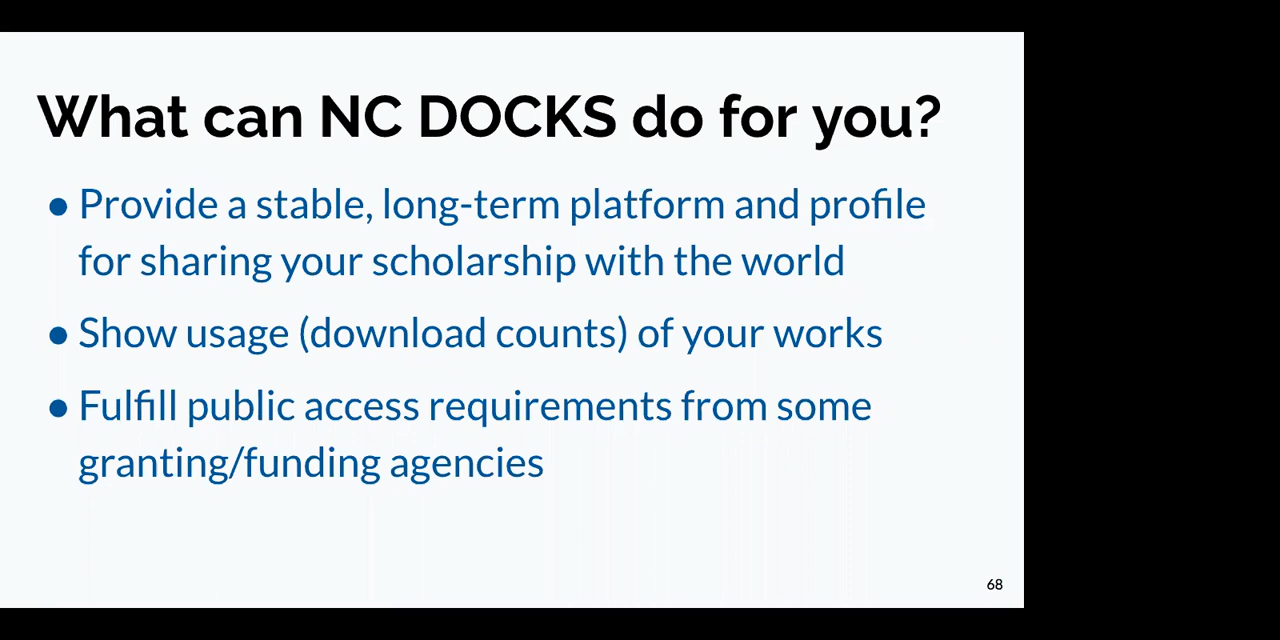 What can NC DOCKS do for you?
● Provide a stable, long-term platform and profile
for sharing your scholarship with the world
● Show usage (download counts) of your works
● Fulfill public access requirements from some
granting/funding agencies
68